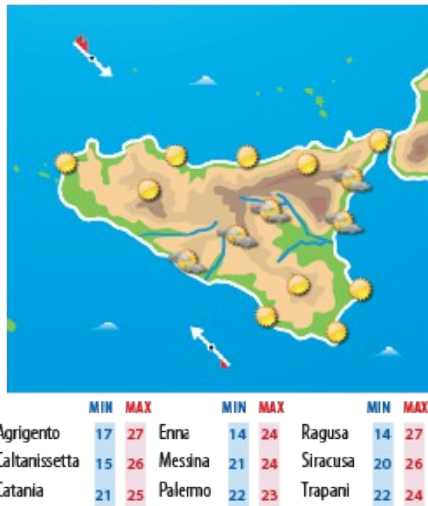 MIN MAX MIN MAX MIN MAX
Agrigento 17 27 Enna 14 24 Ragusa 14 27
Caltanissetta 15 26 Messina 21 24 Siracusa 20 26
Catania 21 25 Palermo 22 23 Trapani 22 24